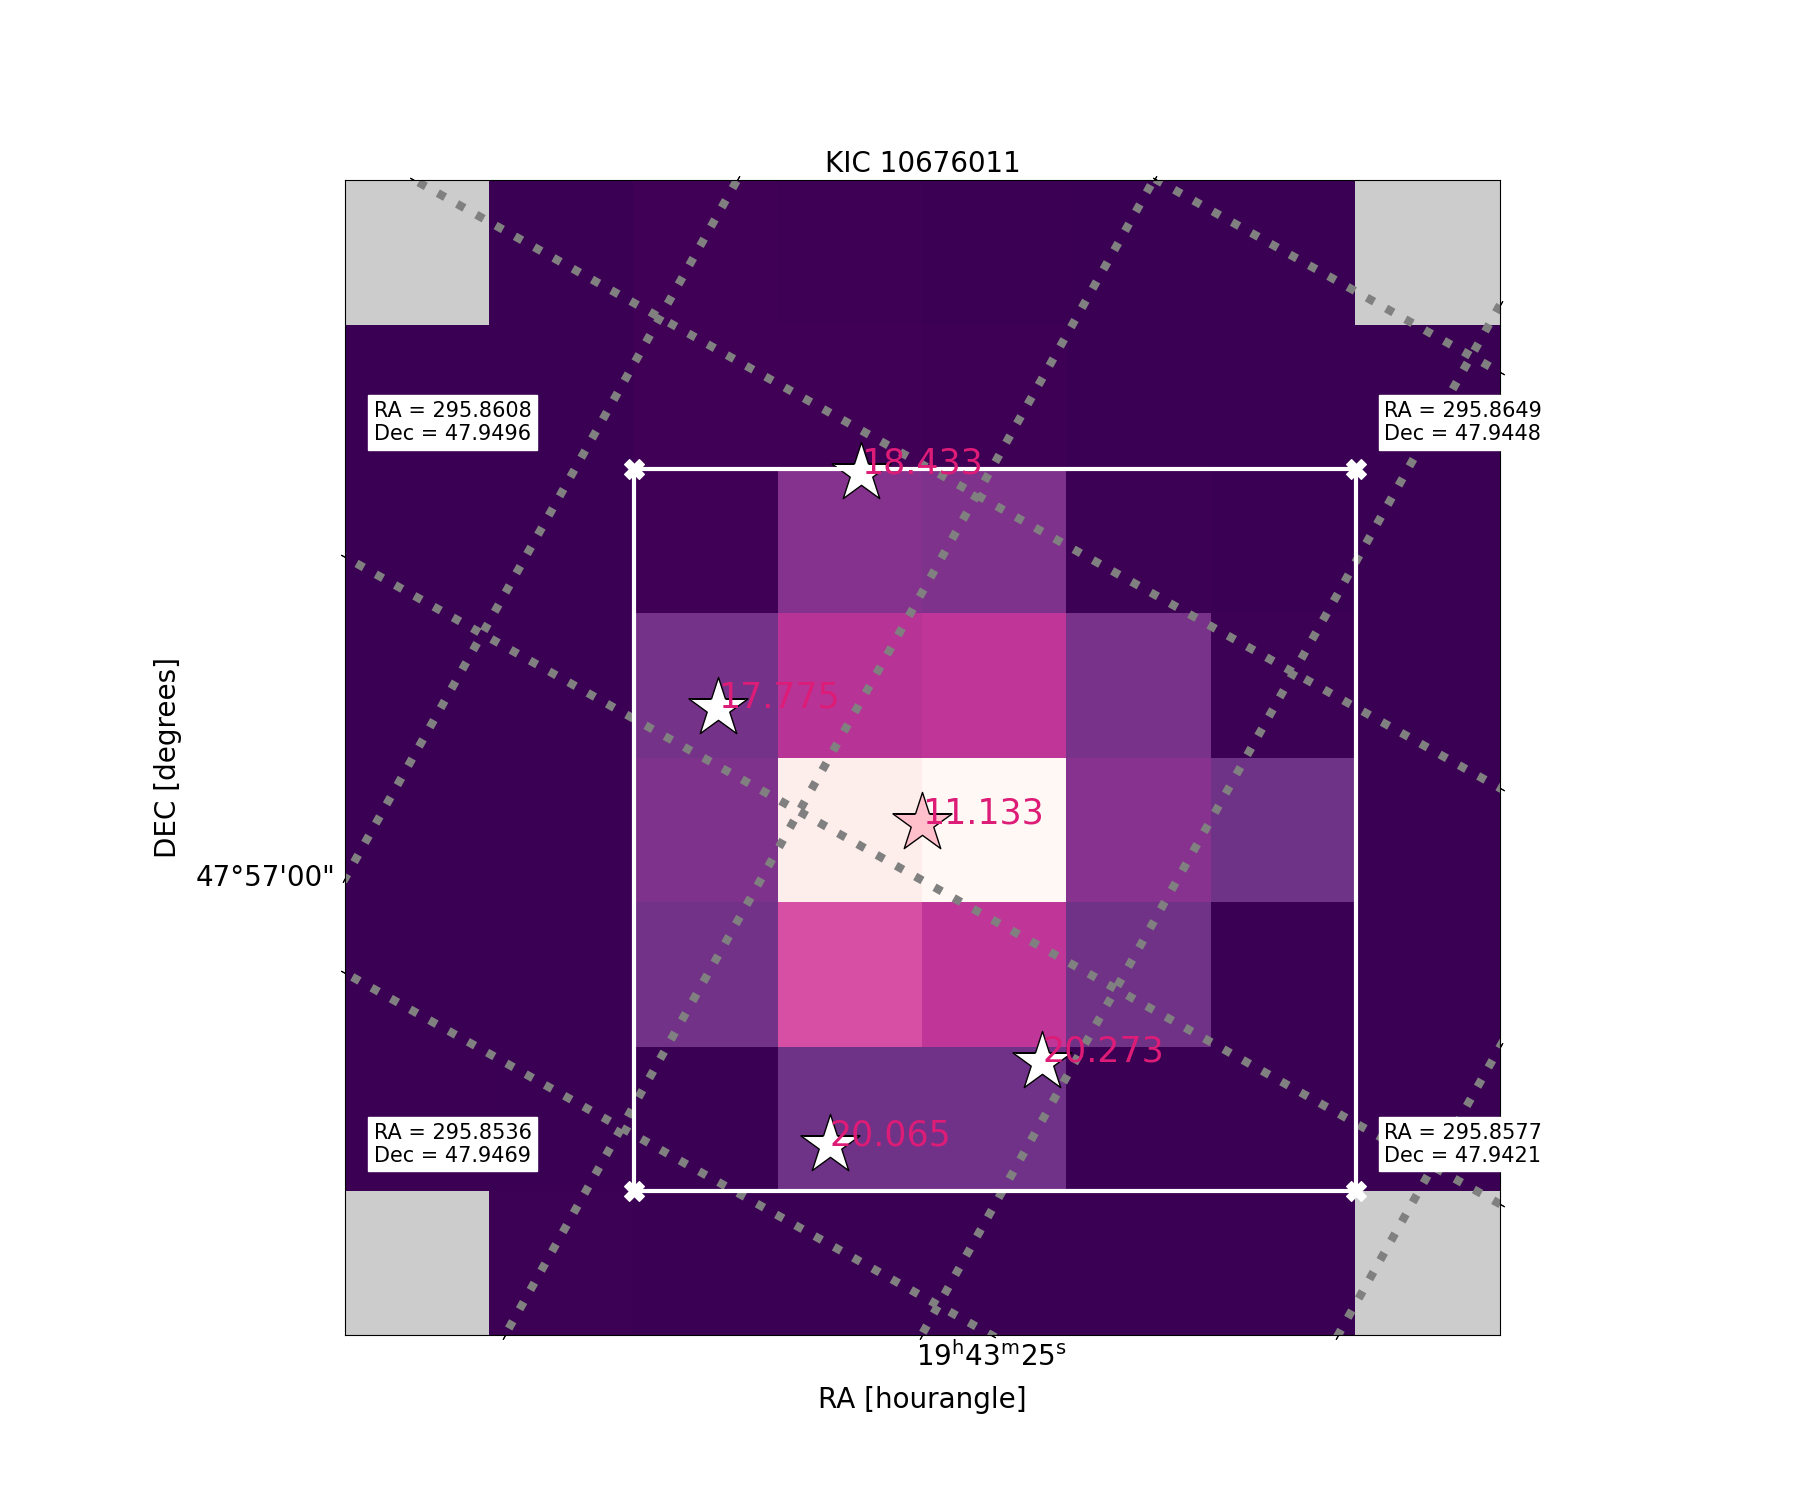 KIC 10676011
RA = 295.8608
Dec = 47.9496
RA = 295.8649
Dec = 47.9448
18.433
17.775
11.133
DEC [degrees]
47°57'00"
20.273
20.065
RA = 295.8536
Dec = 47.9469
RA = 295.8577
Dec = 47.9421
19h43m25s
RA [hourangle]